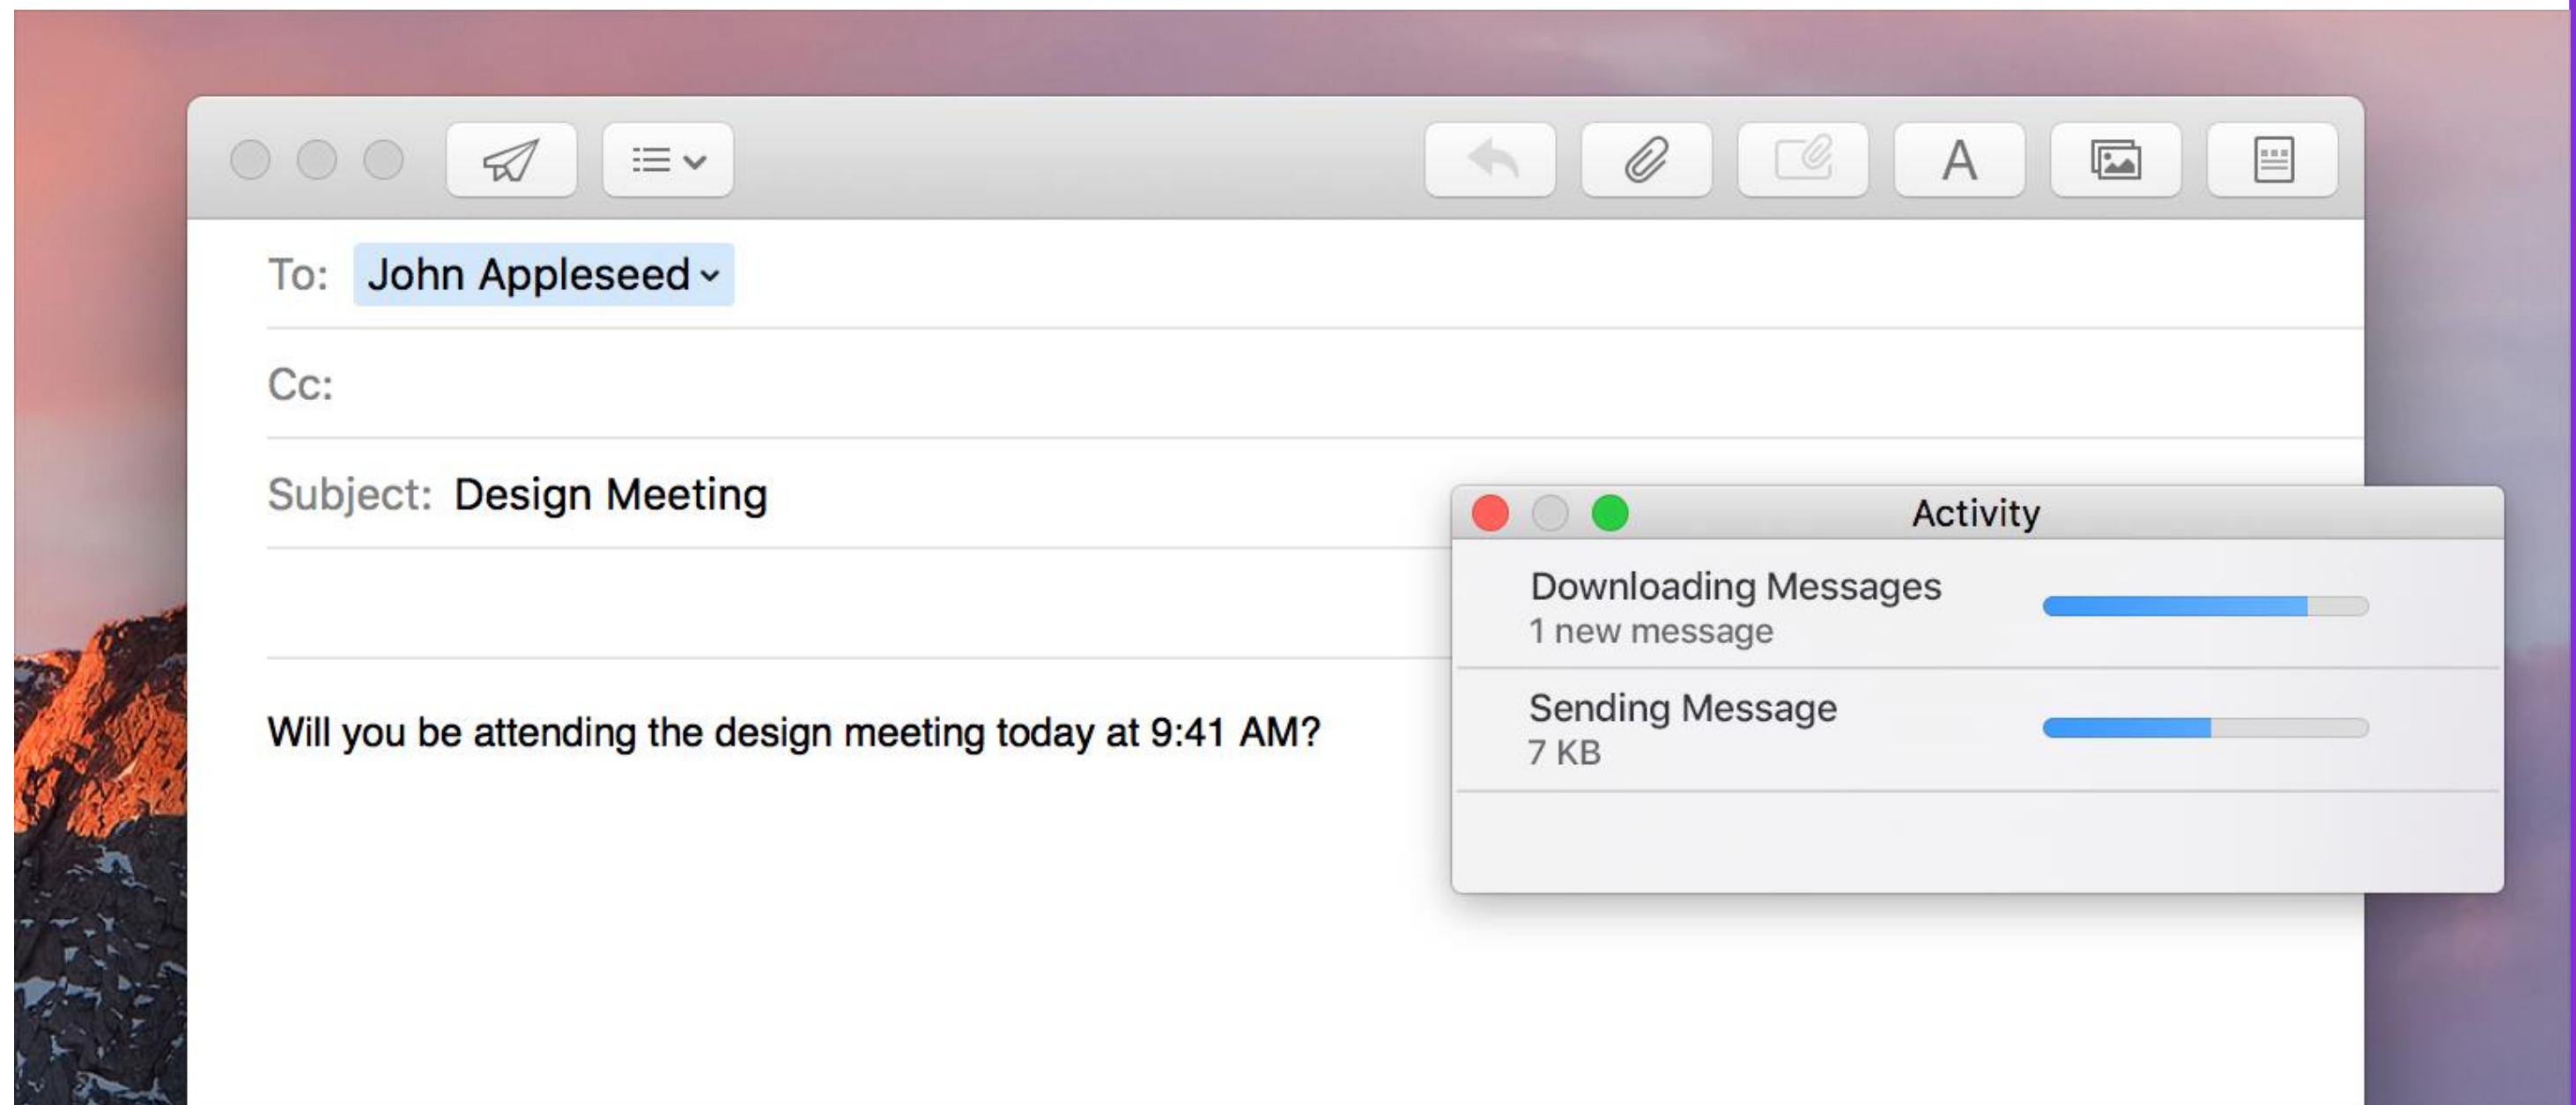 To: John Appleseed
Cc:
Subject: Design Meeting
Will you be attending the design meeting today at 9:41 AM?
Activity
Downloading Messages
1 new message
Sending Message
7 KB